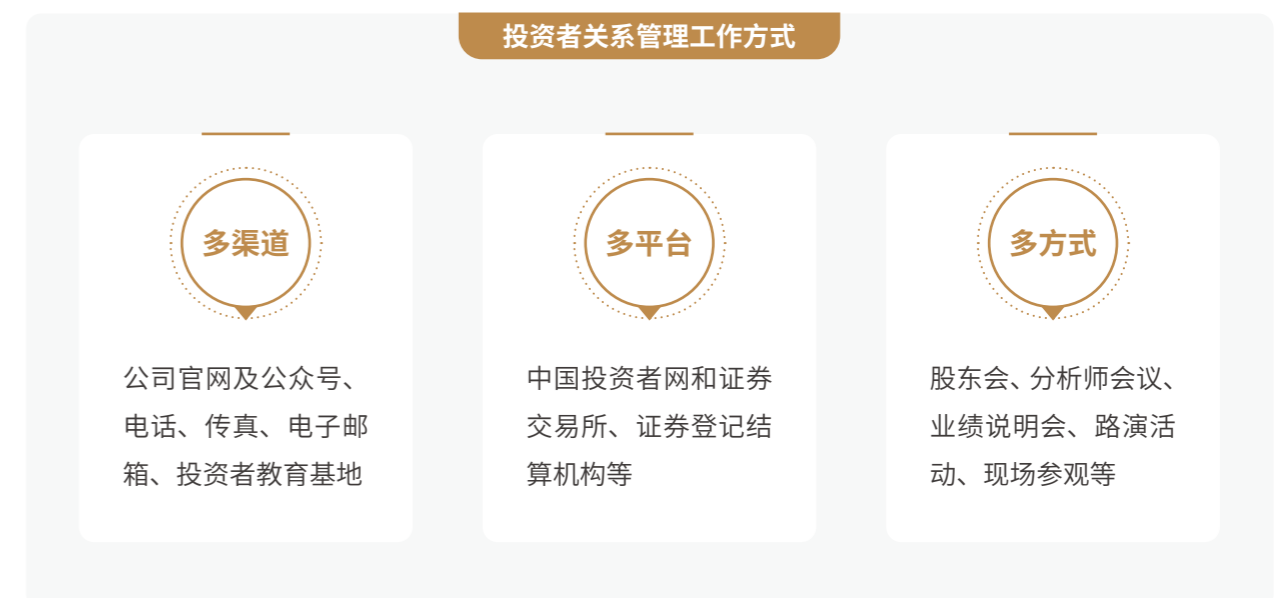 投资者关系管理工作方式
多渠道
公司官网及公众号、
电话、传真、电子邮
箱、投资者教育基地
多平台
中国投资者网和证券
交易所、证券登记结
算机构等
多方式
股东会、分析师会议、
业绩说明会、路演活
动、现场参观等